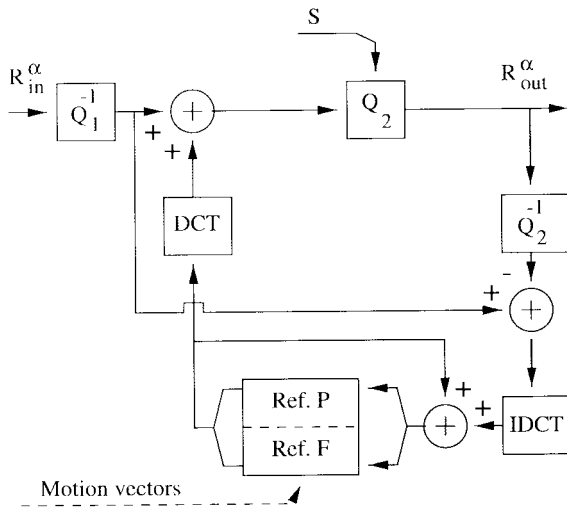 S
R_in^α
Q_1^-1
+
+
+
Q_2
R_out^α
DCT
Q_2^-1
+
-
+
Ref. P
Ref. F
+
+
+
IDCT
Motion vectors